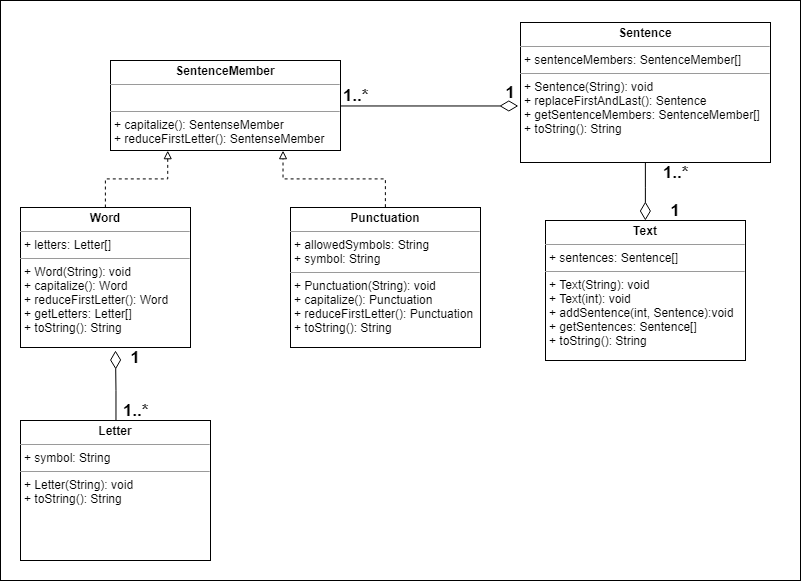 SentenceMember
+ capitalize(): SentenseMember
+ reduceFirstLetter(): SentenseMember
1..*
1
Sentence
+ sentenceMembers: SentenceMember[]
+ Sentence(String): void
+ replaceFirstAndLast(): Sentence
+ getSentenceMembers: SentenceMember[]
+ toString(): String
1..*
1
Word
+ letters: Letter[]
+ Word(String): void
+ capitalize(): Word
+ reduceFirstLetter(): Word
+ getLetters: Letter[]
+ toString(): String
Punctuation
+ allowedSymbols: String
+ symbol: String
+ Punctuation(String): void
+ capitalize(): Punctuation
+ reduceFirstLetter(): Punctuation
+ toString(): String
Text
+ sentences: Sentence[]
+ Text(String): void
+ Text(int): void
+ addSentence(int, Sentence):void
+ getSentences: Sentence[]
+ toString(): String
1
1..*
Letter
+ symbol: String
+ Letter(String): void
+ toString(): String